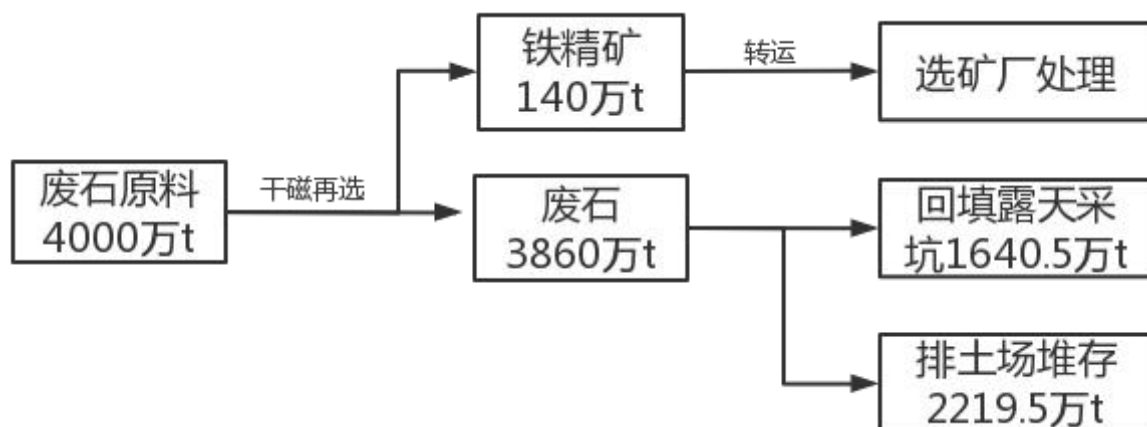 废石原料
4000万t
干磁再选
铁精矿
140万t
转运
选矿厂处理
废石
3860万t
回填露天采
坑1640.5万t
排土场堆存
2219.5万t